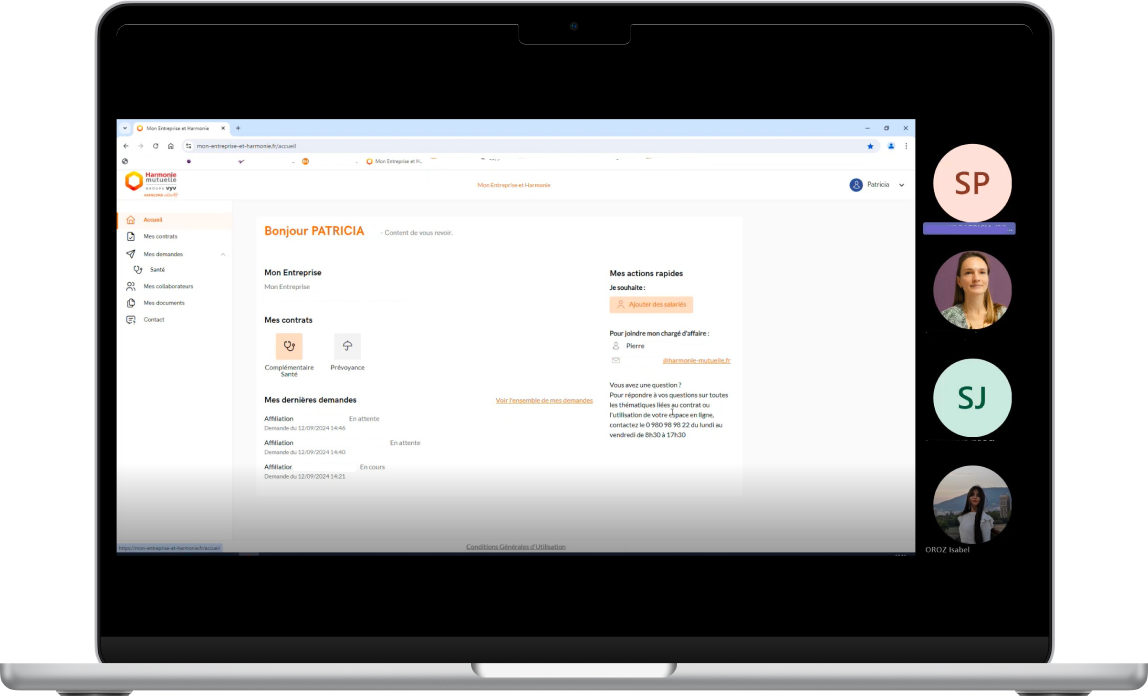 Mon Entreprise et Harmonie
mon-entreprise-et-harmonie.fr/accueil
Mon Entreprise et H...
Harmonie
mutuelle
GROUPE vyv
Mon Entreprise et Harmonie
Patricia
Accueil
Mes contrats
Mes demandes
Santé
Mes collaborateurs
Mes documents
Contact
Bonjour PATRICIA - Content de vous revoir.
Mon Entreprise
Mon Entreprise
Mes contrats
Complémentaire
Santé
Prévoyance
Mes dernières demandes
Voir l'ensemble de mes demandes
Affiliation En attente
Demande du 12/09/2024 14:46
Affiliation En attente
Demande du 12/09/2024 14:40
Affiliation En cours
Demande du 12/09/2024 14:21
Mes actions rapides
Je souhaite :
Ajouter des salariés
Pour joindre mon chargé d'affaire :
Pierre
@harmonie-mutuelle.fr
Vous avez une question ?
Pour répondre à vos questions sur toutes
les thématiques liées au contrat ou
l'utilisation de votre espace en ligne,
contactez le 0 980 98 98 22 du lundi au
vendredi de 8h30 à 17h30
https://mon-entreprise-et-harmonie.fr/accueil
Conditions Générales d'Utilisation
SP
SJ
OROZ Isabel